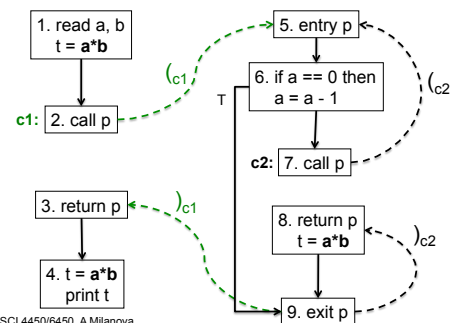 1. read a, b
t = a*b
c1: 2. call p
(c1
5. entry p
6. if a == 0 then
a = a - 1
T
c2: 7. call p
(c2
3. return p
)c1
4. t = a*b
print t
8. return p
t = a*b
)c2
9. exit p
SCI 4450/6450, A Milanova